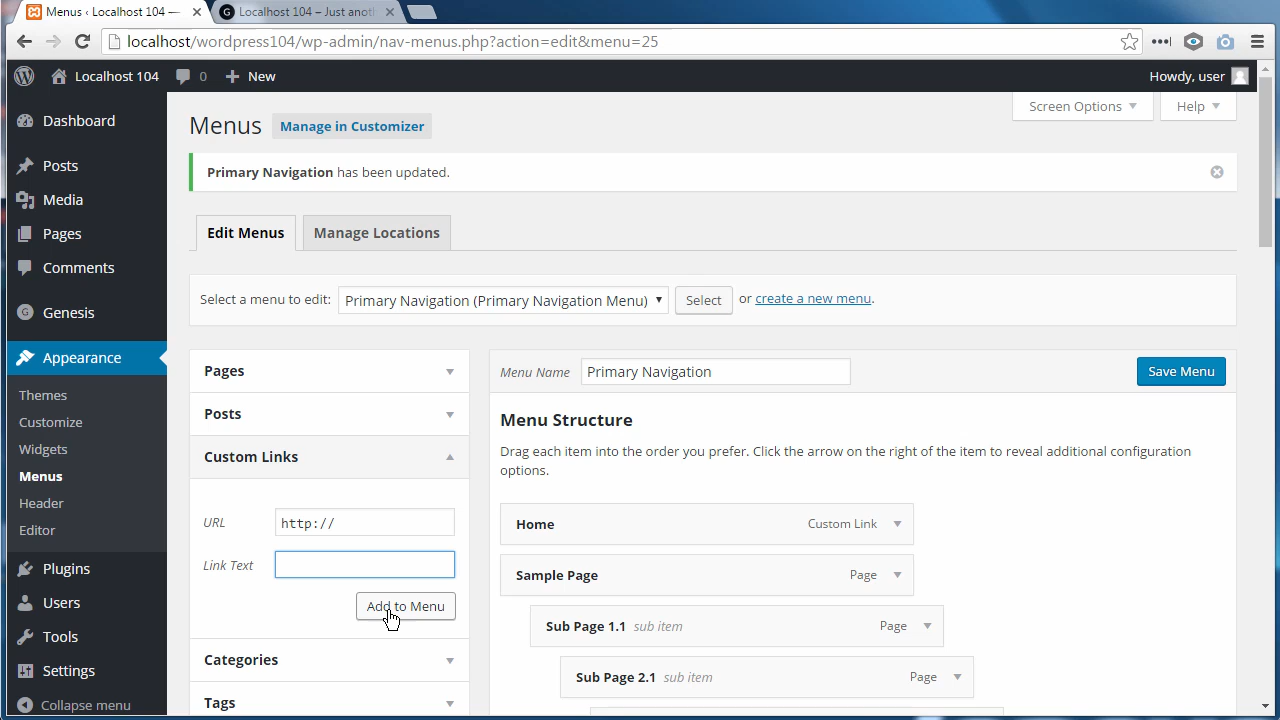 Menus ‹ Localhost 104 —
Localhost 104 – Just anoth
localhost/wordpress104/wp-admin/nav-menus.php?action=edit&menu=25
Localhost 104
0
New
Howdy, user
Dashboard
Posts
Media
Pages
Comments
Genesis
Appearance
Themes
Customize
Widgets
Menus
Header
Editor
Plugins
Users
Tools
Settings
Collapse menu
Screen Options
Help
Menus
Manage in Customizer
Primary Navigation has been updated.
Edit Menus
Manage Locations
Select a menu to edit:
Primary Navigation (Primary Navigation Menu)
Select
or create a new menu.
Pages
Posts
Custom Links
URL
http://
Link Text
Add to Menu
Categories
Tags
Menu Name
Primary Navigation
Save Menu
Menu Structure
Drag each item into the order you prefer. Click the arrow on the right of the item to reveal additional configuration
options.
Home
Custom Link
Sample Page
Page
Sub Page 1.1 sub item
Page
Sub Page 2.1 sub item
Page